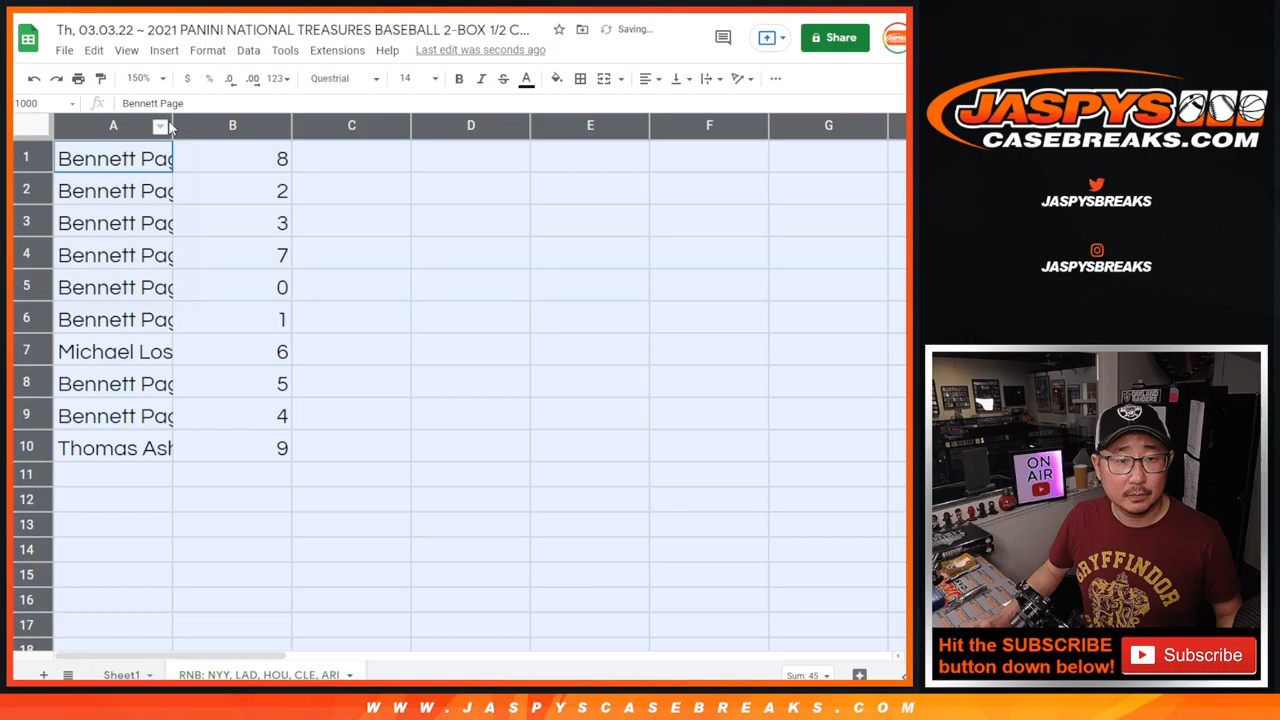 Th, 03.03.22 ~ 2021 PANINI NATIONAL TREASURES BASEBALL 2-BOX 1/2 C... Saving...
Share
File Edit View Insert Format Data Tools Extensions Help Last edit was seconds ago
150% $ % .0 .00 123 Questrial 14 B I S A
1000 fx Bennett Page
A B C D E F G
1 Bennett Pag 8
2 Bennett Pag 2
3 Bennett Pag 3
4 Bennett Pag 7
5 Bennett Pag 0
6 Bennett Pag 1
7 Michael Los 6
8 Bennett Pag 5
9 Bennett Pag 4
10 Thomas Ash 9
11
12
13
14
15
16
17
18
Sheet1 RNB: NYY, LAD, HOU, CLE, ARI Sum: 45
JASPYS
CASEBREAKS.COM
JASPYSBREAKS
JASPYSBREAKS
OAKLAND
RAIDERS
ON
AIR
GRYFFINDOR
Hit the SUBSCRIBE
button down below!
Subscribe
WWW.JASPYSCASEBREAKS.COM